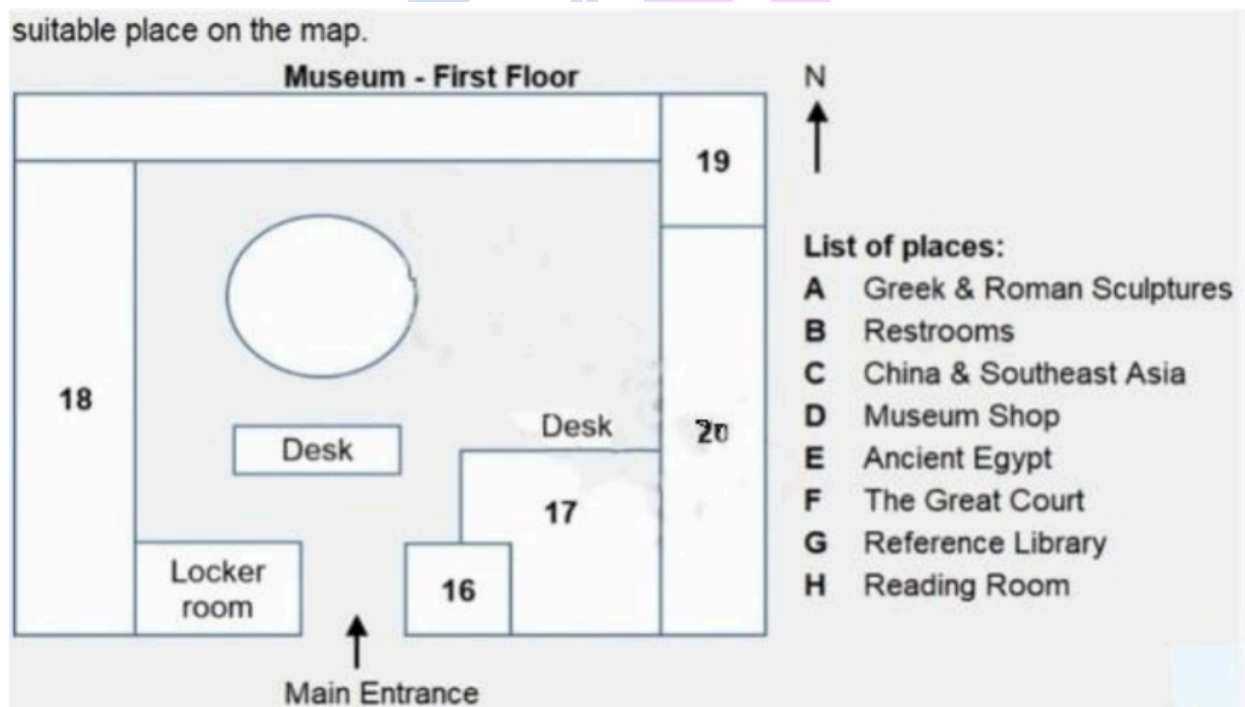 suitable place on the map.
Museum - First Floor
N
19
List of places:
A Greek & Roman Sculptures
B Restrooms
C China & Southeast Asia
D Museum Shop
E Ancient Egypt
F The Great Court
G Reference Library
H Reading Room
18
Desk
Desk
17
Locker
room
16
Main Entrance